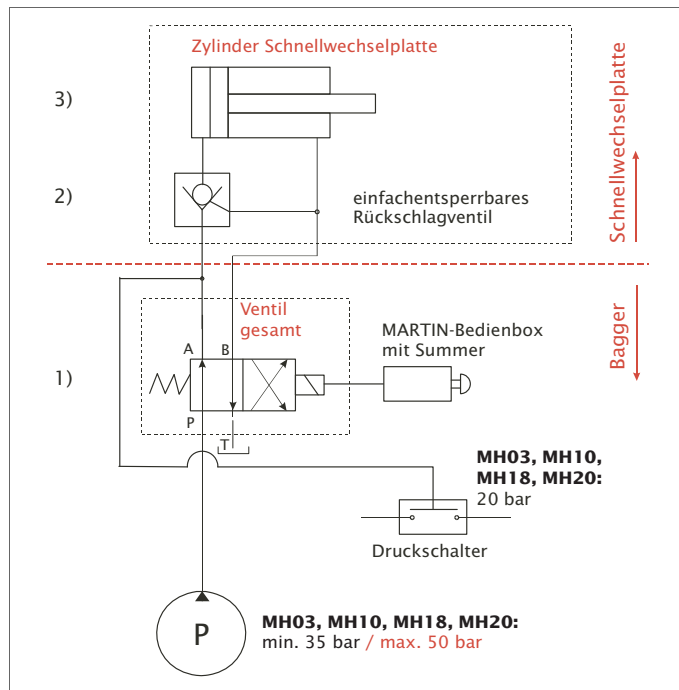 Zylinder Schnellwechselplatte
3)
2)
einfachentsperrbares
Rückschlagventil
Schnellwechselplatte
Bagger
Ventil
gesamt
A B
MARTIN-Bedienbox
mit Summer
1)
P
T
MH03, MH10,
MH18, MH20:
20 bar
Druckschalter
P
MH03, MH10, MH18, MH20:
min. 35 bar / max. 50 bar